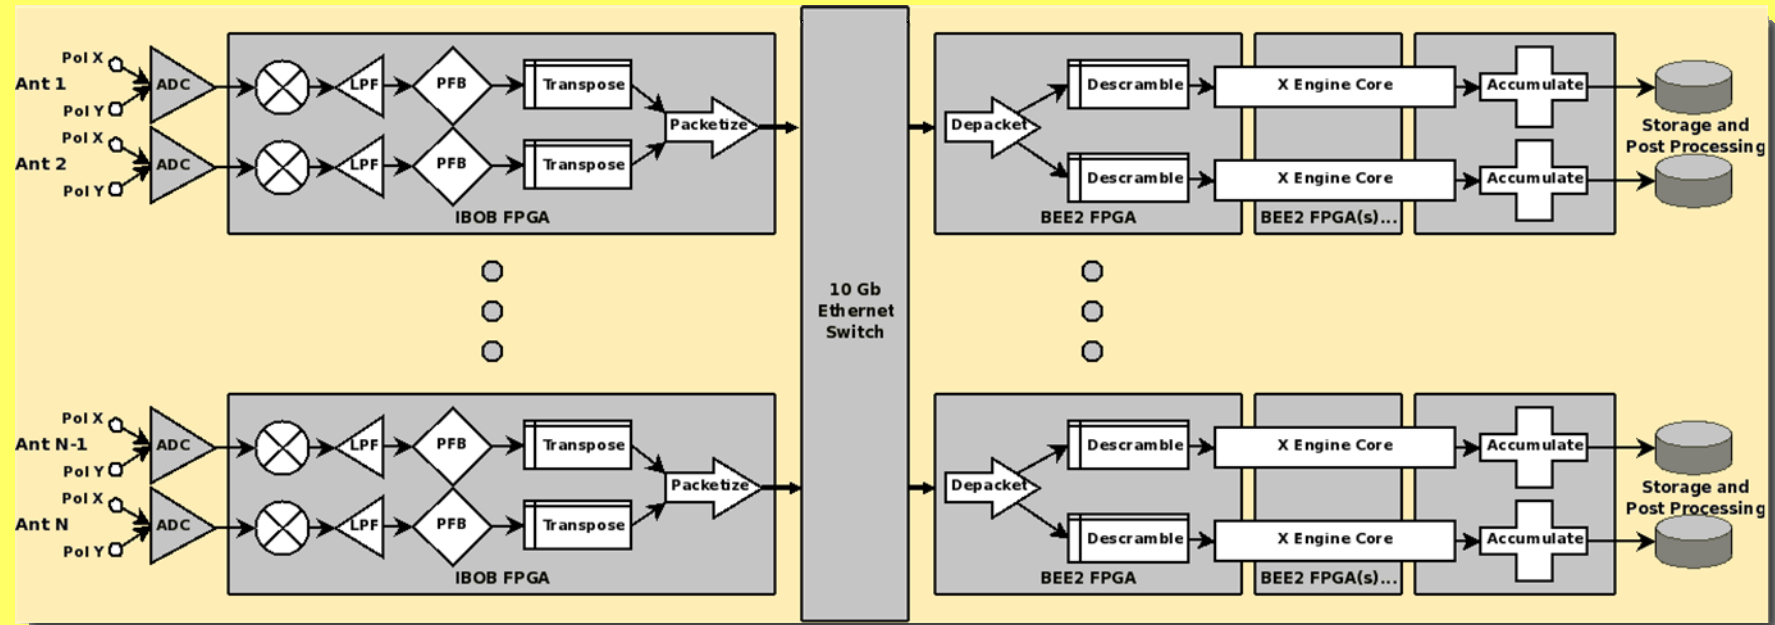 Pol X
Ant 1
Pol Y
ADC
LPF
PFB
Transpose
Pol X
Ant 2
Pol Y
ADC
LPF
PFB
Transpose
Packetize
IBOB FPGA
10 Gb
Ethernet
Switch
Depacket
Descramble
X Engine Core
Accumulate
Descramble
X Engine Core
Accumulate
BEE2 FPGA
BEE2 FPGA(s)...
Storage and
Post Processing
Pol X
Ant N-1
Pol Y
ADC
LPF
PFB
Transpose
Pol X
Ant N
Pol Y
ADC
LPF
PFB
Transpose
Packetize
IBOB FPGA
Depacket
Descramble
X Engine Core
Accumulate
Descramble
X Engine Core
Accumulate
BEE2 FPGA
BEE2 FPGA(s)...
Storage and
Post Processing